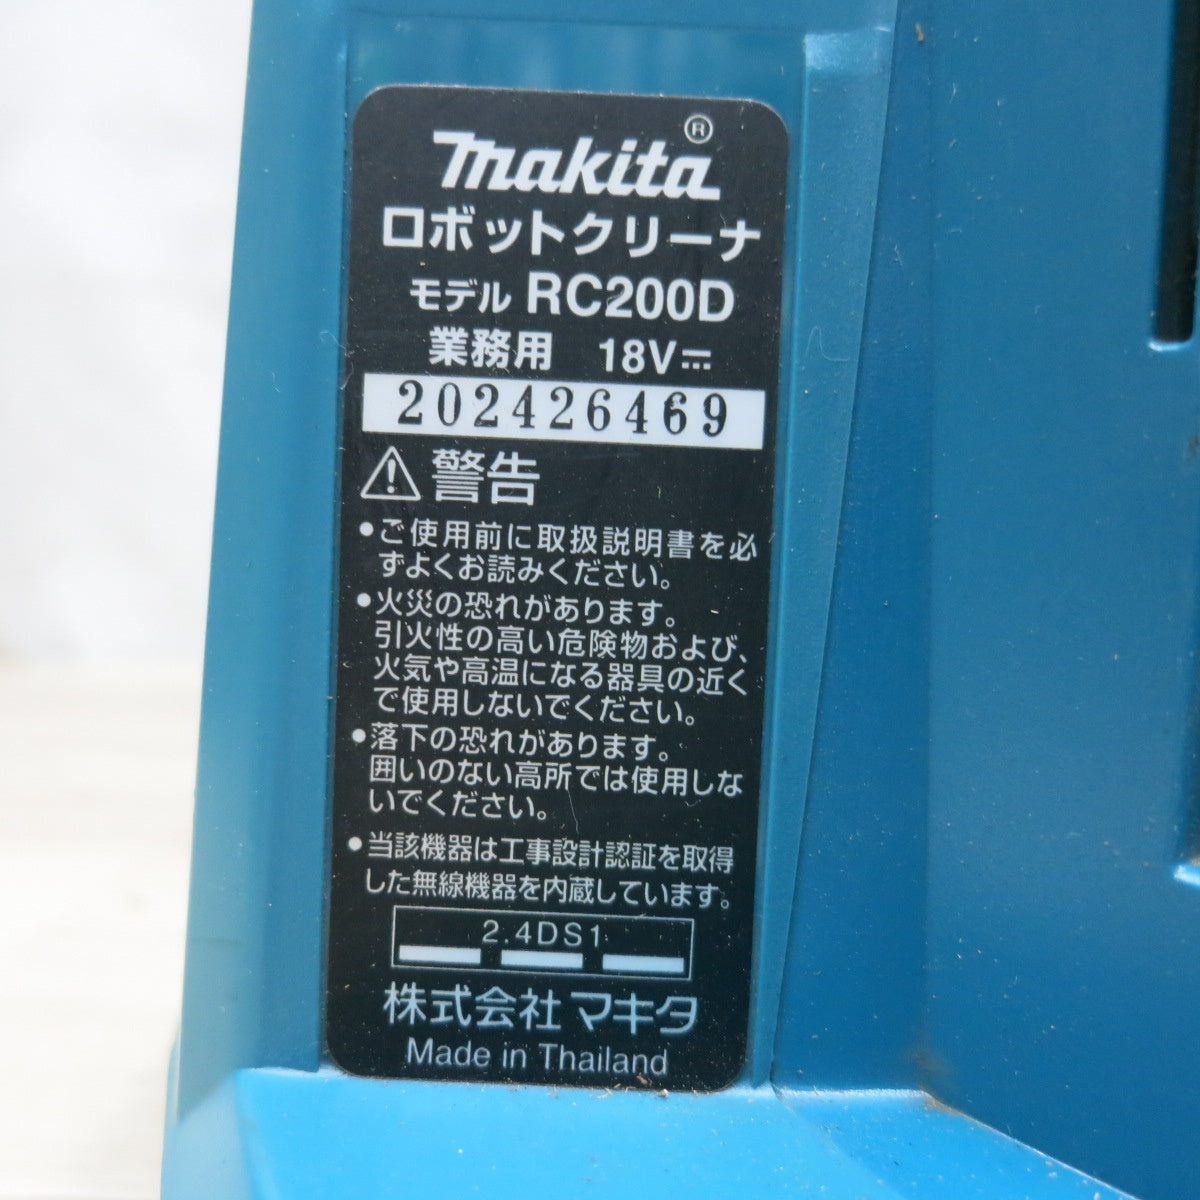 makita®
ロボットクリーナ
モデル RC200D
業務用 18V⎓
202426469
⚠警告
●ご使用前に取扱説明書を必
ずよくお読みください。
●火災の恐れがあります。
引火性の高い危険物および、
火気や高温になる器具の近く
で使用しないでください。
●落下の恐れがあります。
囲いのない高所では使用しな
いでください。
●当該機器は工事設計認証を取得
した無線機器を内蔵しています。
2.4DS1
株式会社マキタ
Made in Thailand